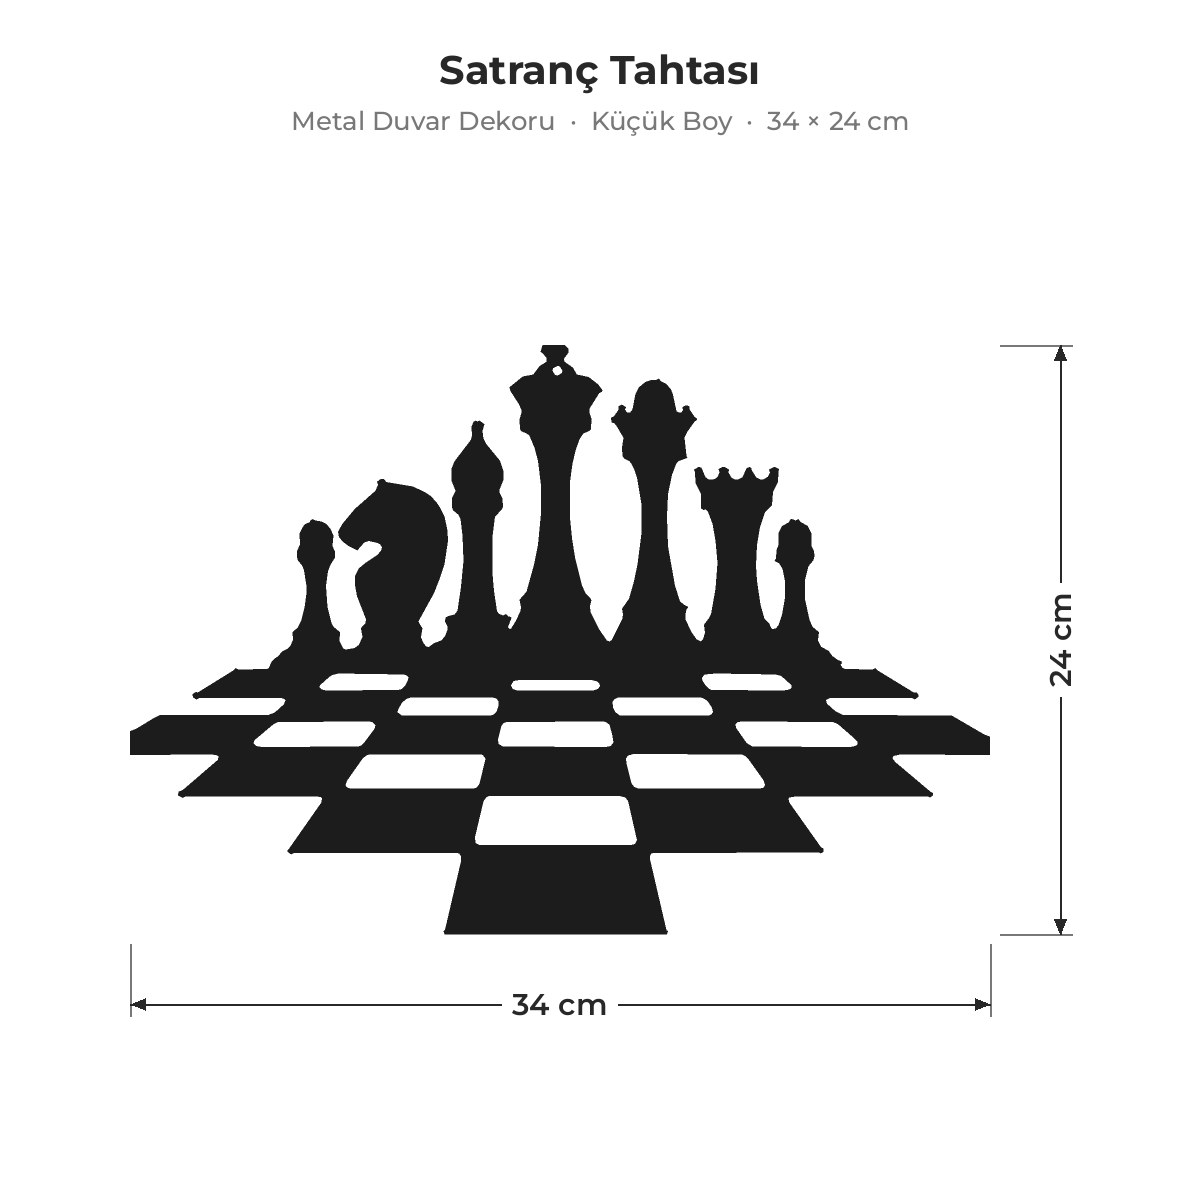 Satranç Tahtası
Metal Duvar Dekoru · Küçük Boy · 34 × 24 cm
24 cm
34 cm